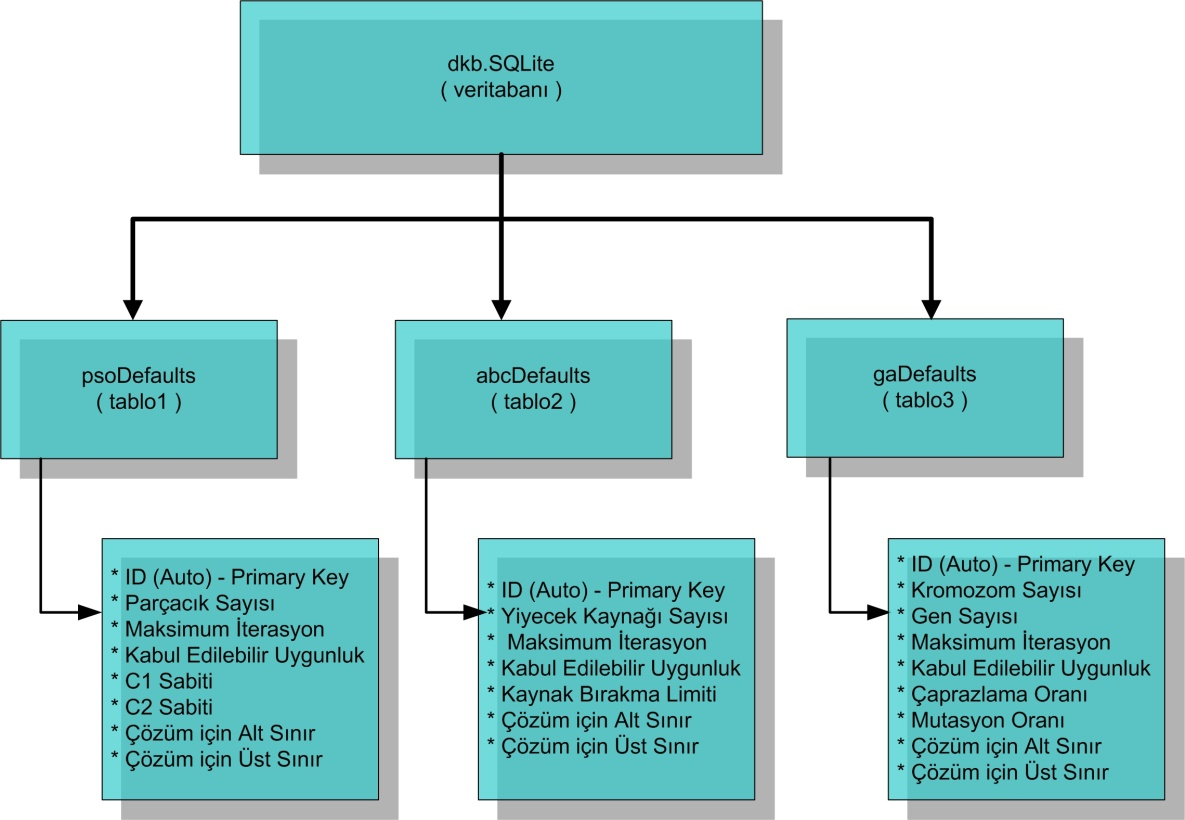 dkb.SQLite
( veritabanı )
psoDefaults
( tablo1 )
abcDefaults
( tablo2 )
gaDefaults
( tablo3 )
* ID (Auto) - Primary Key
* Parçacık Sayısı
* Maksimum İterasyon
* Kabul Edilebilir Uygunluk
* C1 Sabiti
* C2 Sabiti
* Çözüm için Alt Sınır
* Çözüm için Üst Sınır
* ID (Auto) - Primary Key
* Yiyecek Kaynağı Sayısı
* Maksimum İterasyon
* Kabul Edilebilir Uygunluk
* Kaynak Bırakma Limiti
* Çözüm için Alt Sınır
* Çözüm için Üst Sınır
* ID (Auto) - Primary Key
* Kromozom Sayısı
* Gen Sayısı
* Maksimum İterasyon
* Kabul Edilebilir Uygunluk
* Çaprazlama Oranı
* Mutasyon Oranı
* Çözüm için Alt Sınır
* Çözüm için Üst Sınır